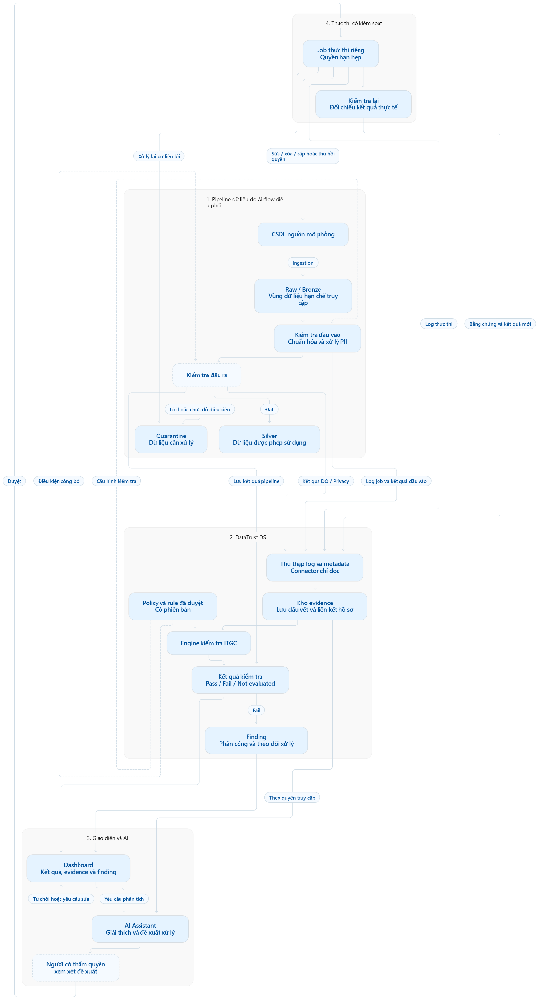 4. Thực thi có kiểm soát
Job thực thi riêng
Quyền hạn hẹp
Kiểm tra lại
Đối chiếu kết quả thực tế
Xử lý lại dữ liệu lỗi
Sửa / xóa / cấp hoặc thu hồi
quyền
1. Pipeline dữ liệu do Airflow điề
u phối
CSDL nguồn mô phỏng
Ingestion
Raw / Bronze
Vùng dữ liệu hạn chế truy
cập
Log thực thi
Bằng chứng và kết quả mới
Kiểm tra đầu vào
Chuẩn hóa và xử lý PII
Kiểm tra đầu ra
Lỗi hoặc chưa đủ điều kiện
Đạt
Quarantine
Dữ liệu cần xử lý
Silver
Dữ liệu được phép sử dụng
Duyệt
Điều kiện công bố
Cấu hình kiểm tra
Lưu kết quả pipeline
Kết quả DQ / Privacy
Log job và kết quả đầu vào
2. DataTrust OS
Thu thập log và metadata
Connector chỉ đọc
Policy và rule đã duyệt
Có phiên bản
Kho evidence
Lưu dấu vết và liên kết hồ sơ
Engine kiểm tra ITGC
Kết quả kiểm tra
Pass / Fail / Not evaluated
Fail
Finding
Phân công và theo dõi xử lý
Theo quyền truy cập
3. Giao diện và AI
Dashboard
Kết quả, evidence và finding
Từ chối hoặc yêu cầu sửa
Yêu cầu phân tích
AI Assistant
Giải thích và đề xuất xử lý
Người có thẩm quyền
xem xét đề xuất